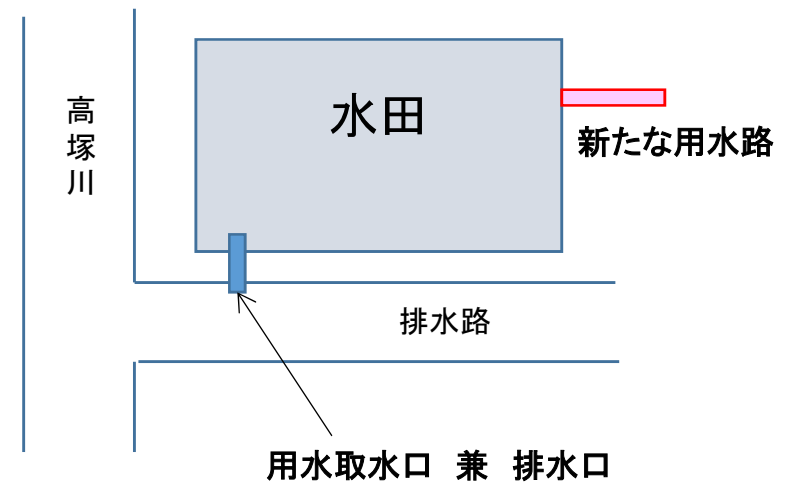 水田
高塚川
新たな用水路
排水路
用水取水口　兼　排水口